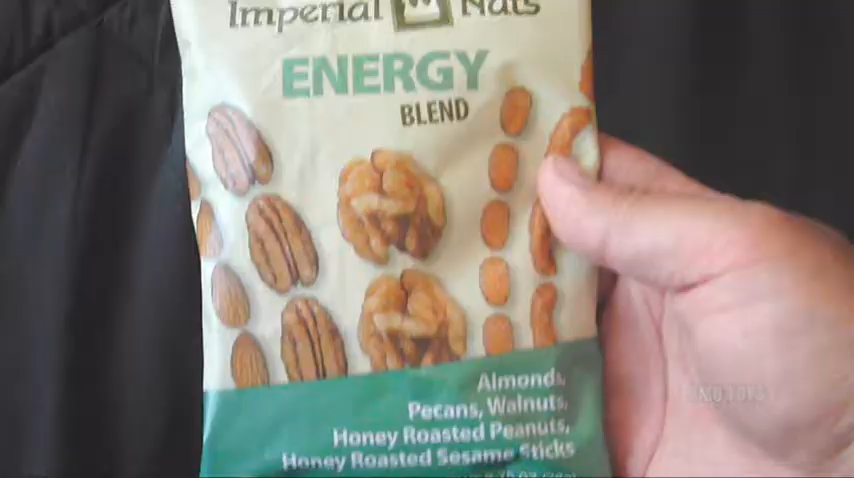 Imperial Nuts
ENERGY
BLEND
Almonds,
Pecans, Walnuts,
Honey Roasted Peanuts,
Honey Roasted Sesame Sticks